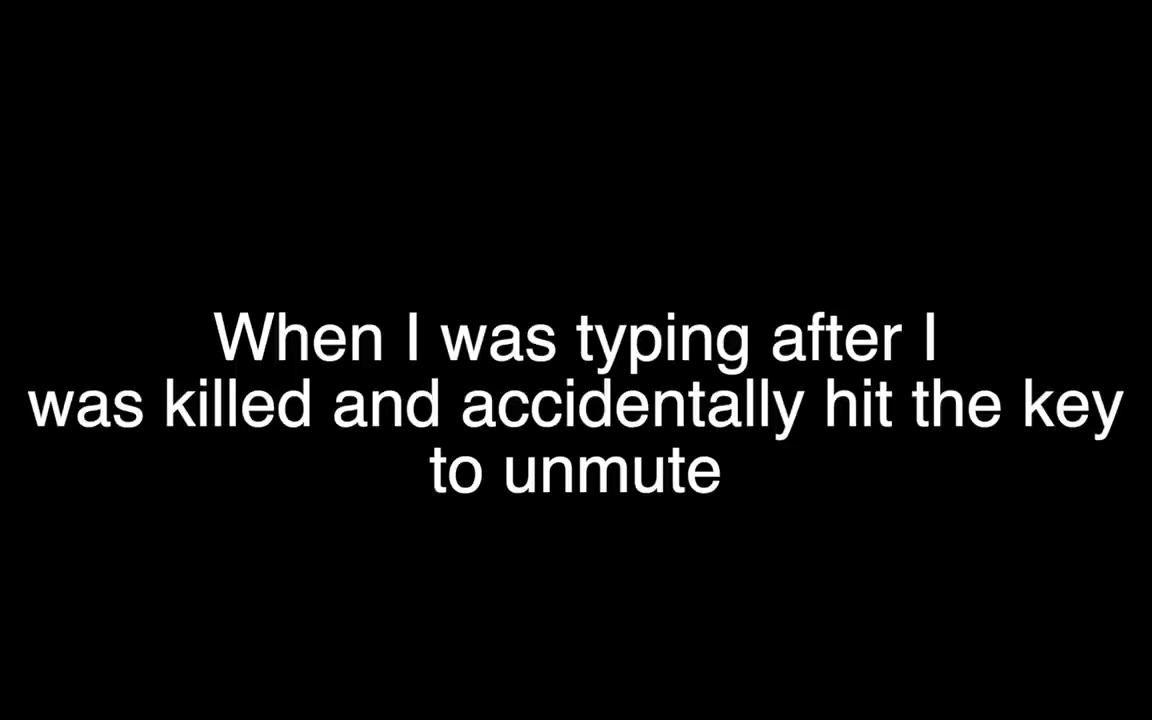 When I was typing after I
was killed and accidentally hit the key
to unmute